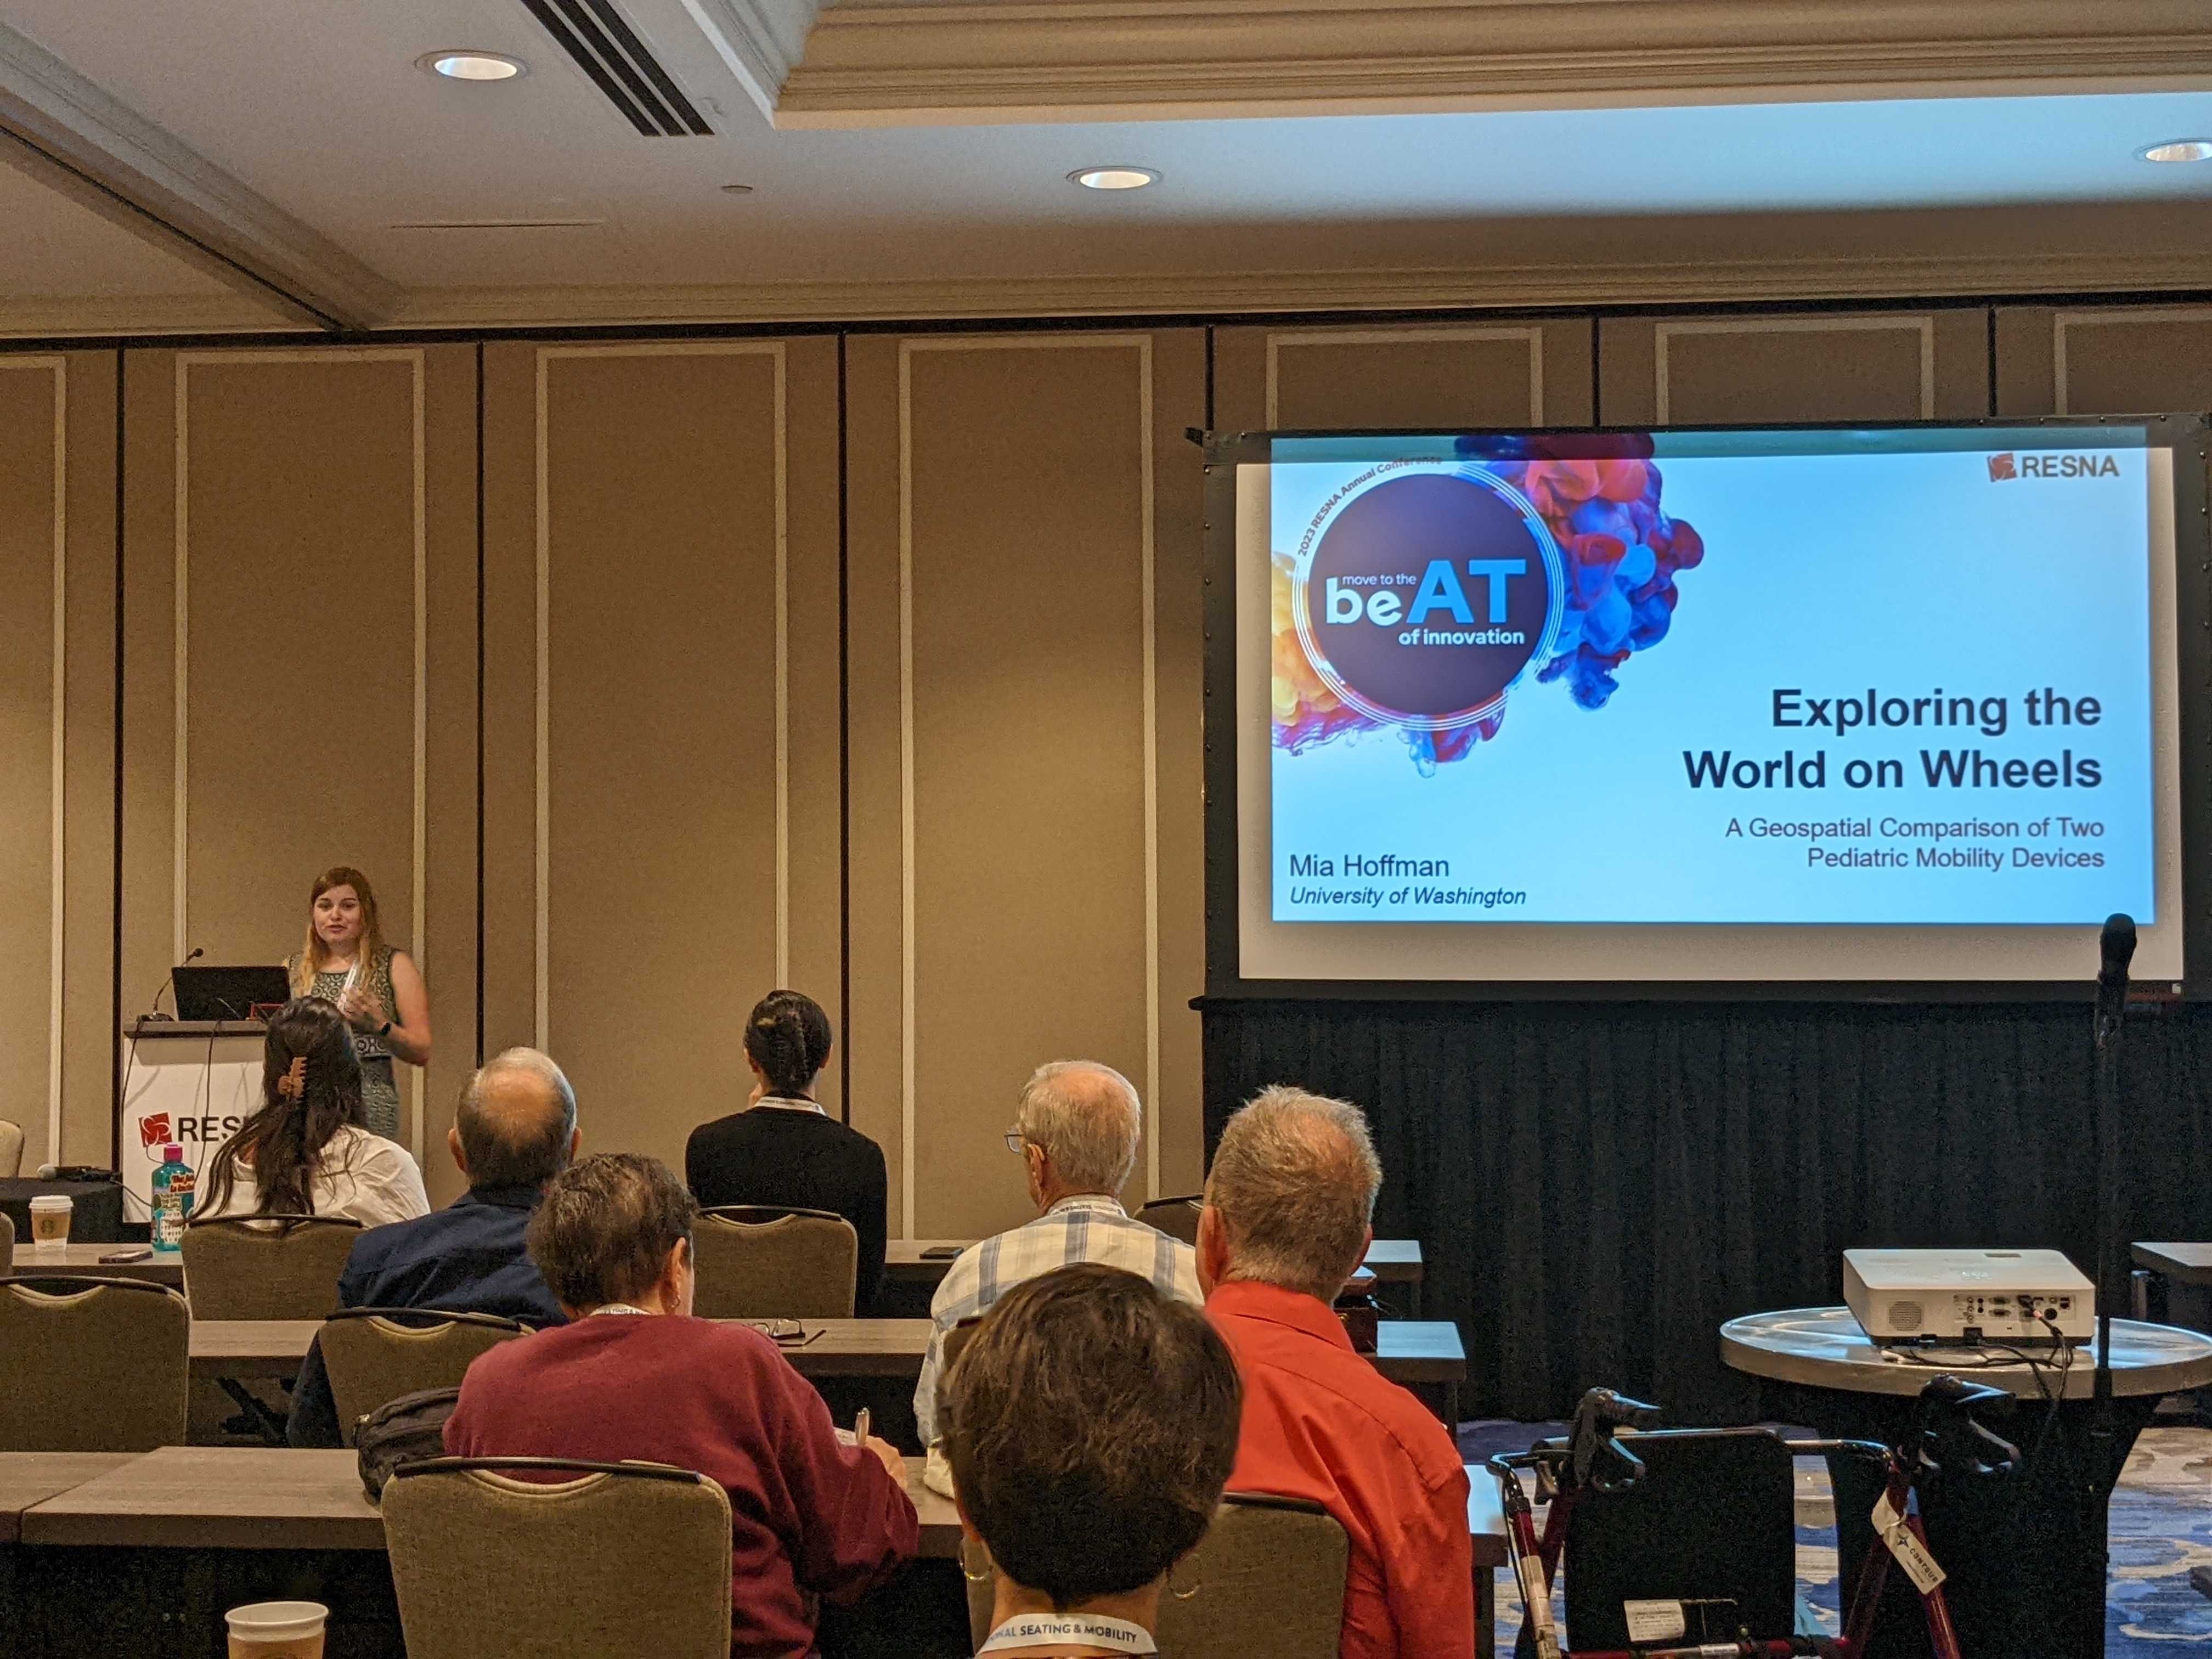 2023 RESNA Annual Conference
RESNA
move to the
beAT
of innovation
Exploring the
World on Wheels
A Geospatial Comparison of Two
Pediatric Mobility Devices
Mia Hoffman
University of Washington
RES
SEATING & MOBILITY
CONTOUR